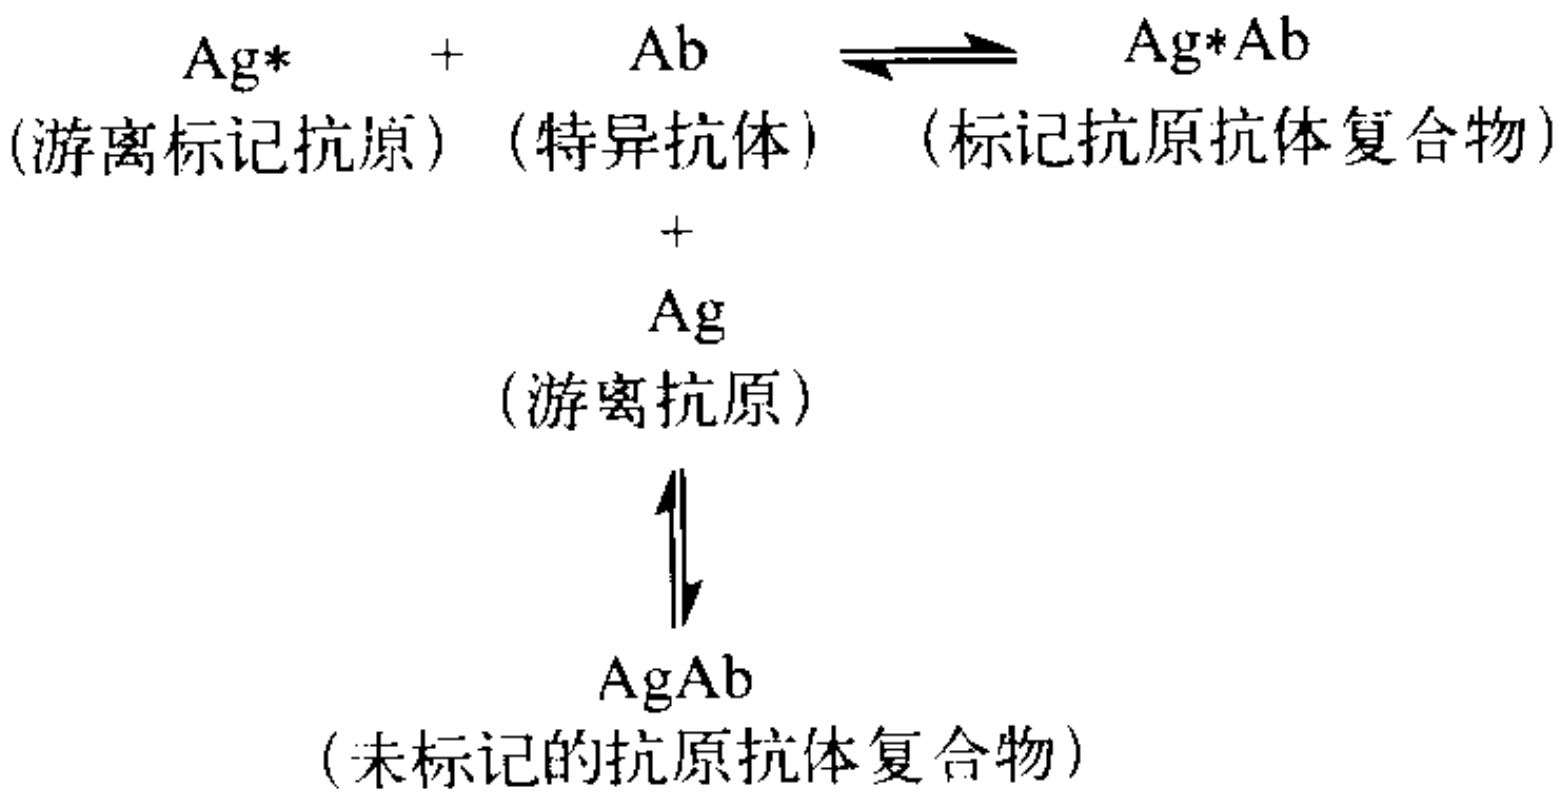 Ag* + Ab ⇌ Ag*Ab
(游离标记抗原) (特异抗体) (标记抗原抗体复合物)
+
Ag
(游离抗原)
AgAb
(未标记的抗原抗体复合物)